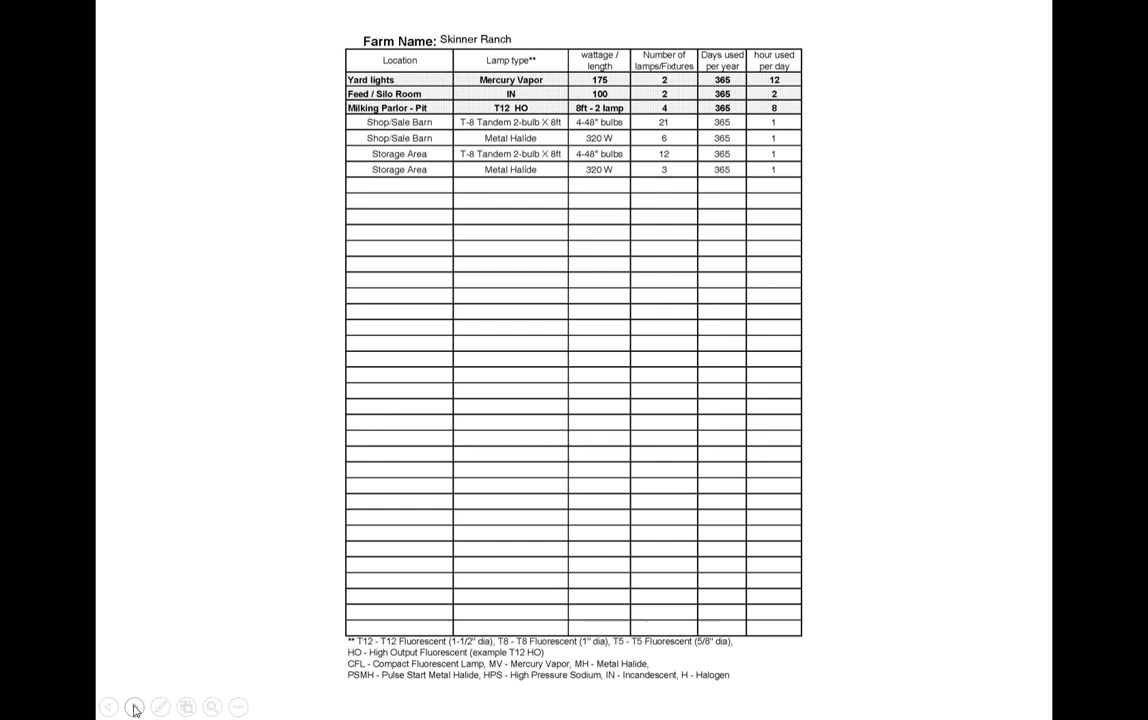 Farm Name: Skinner Ranch
Location Lamp type** wattage / length Number of lamps/Fixtures Days used per year hour used per day
Yard lights Mercury Vapor 175 2 365 12
Feed / Silo Room IN 100 2 365 2
Milking Parlor - Pit T12 HO 8ft - 2 lamp 4 365 8
Shop/Sale Barn T-8 Tandem 2-bulb X 8ft 4-48" bulbs 21 365 1
Shop/Sale Barn Metal Halide 320 W 6 365 1
Storage Area T-8 Tandem 2-bulb X 8ft 4-48" bulbs 12 365 1
Storage Area Metal Halide 320 W 3 365 1
** T12 - T12 Fluorescent (1-1/2" dia), T8 - T8 Fluorescent (1" dia), T5 - T5 Fluorescent (5/8" dia),
HO - High Output Fluorescent (example T12 HO)
CFL - Compact Fluorescent Lamp, MV - Mercury Vapor, MH - Metal Halide,
PSMH - Pulse Start Metal Halide, HPS - High Pressure Sodium, IN - Incandescent, H - Halogen